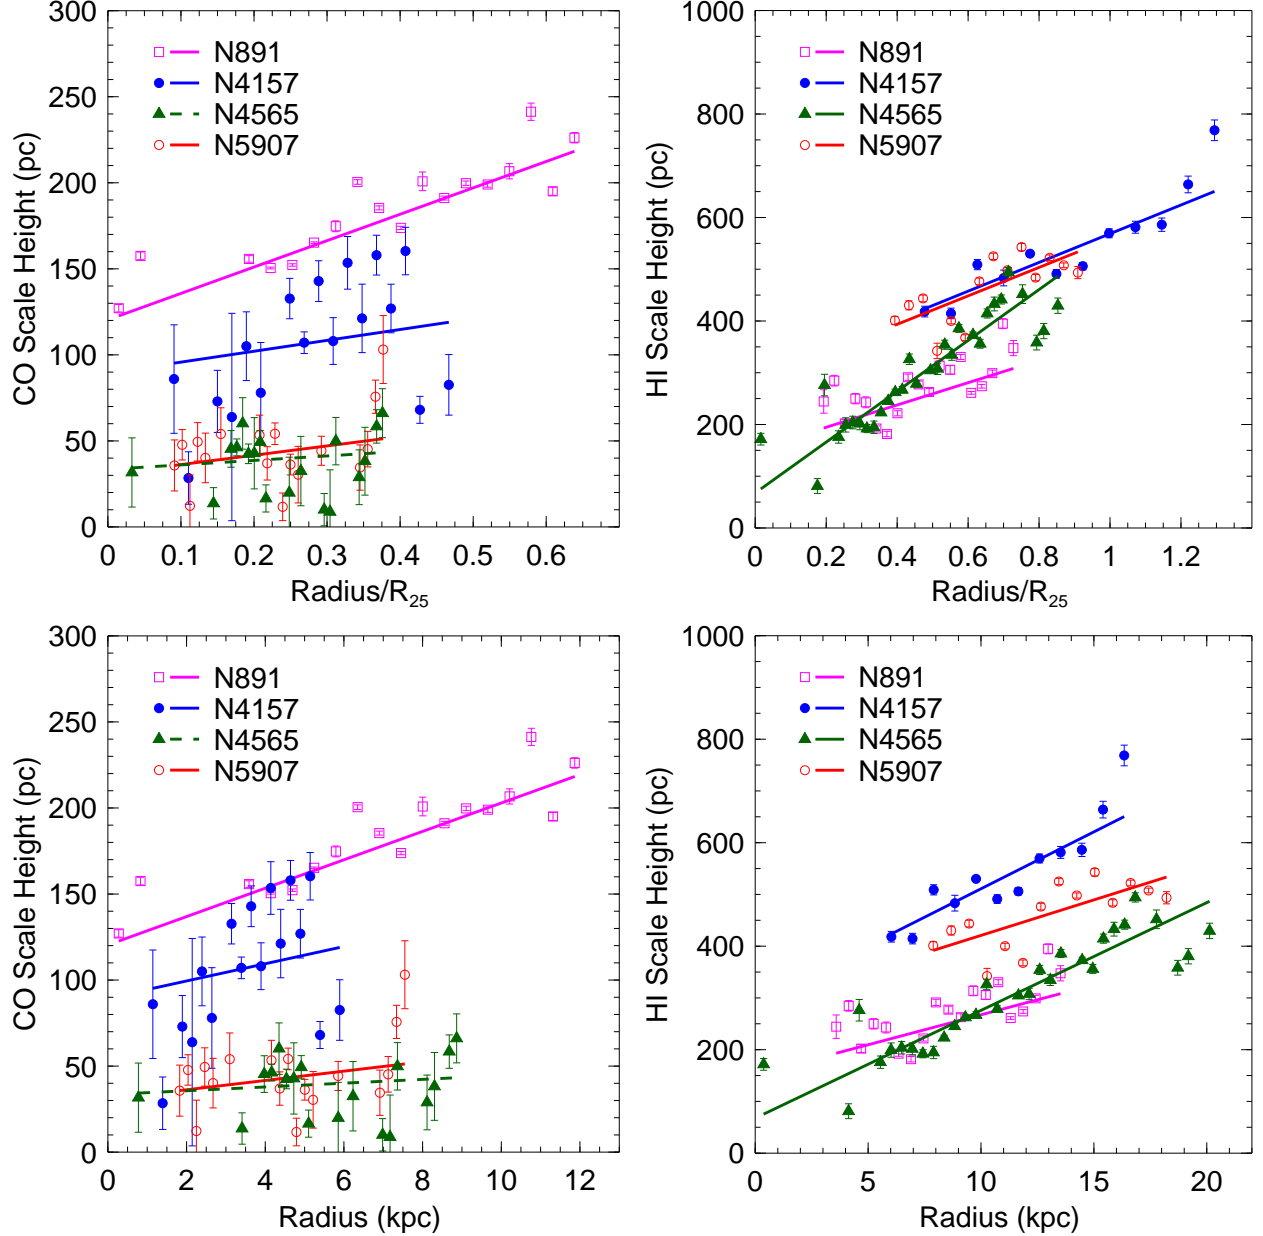 300
250
200
150
100
50
0
CO Scale Height (pc)
N891
N4157
N4565
N5907
0 0.1 0.2 0.3 0.4 0.5 0.6
Radius/R25
1000
800
600
400
200
0
HI Scale Height (pc)
N891
N4157
N4565
N5907
0 0.2 0.4 0.6 0.8 1 1.2
Radius/R25
300
250
200
150
100
50
0
CO Scale Height (pc)
N891
N4157
N4565
N5907
0 2 4 6 8 10 12
Radius (kpc)
1000
800
600
400
200
0
HI Scale Height (pc)
N891
N4157
N4565
N5907
0 5 10 15 20
Radius (kpc)